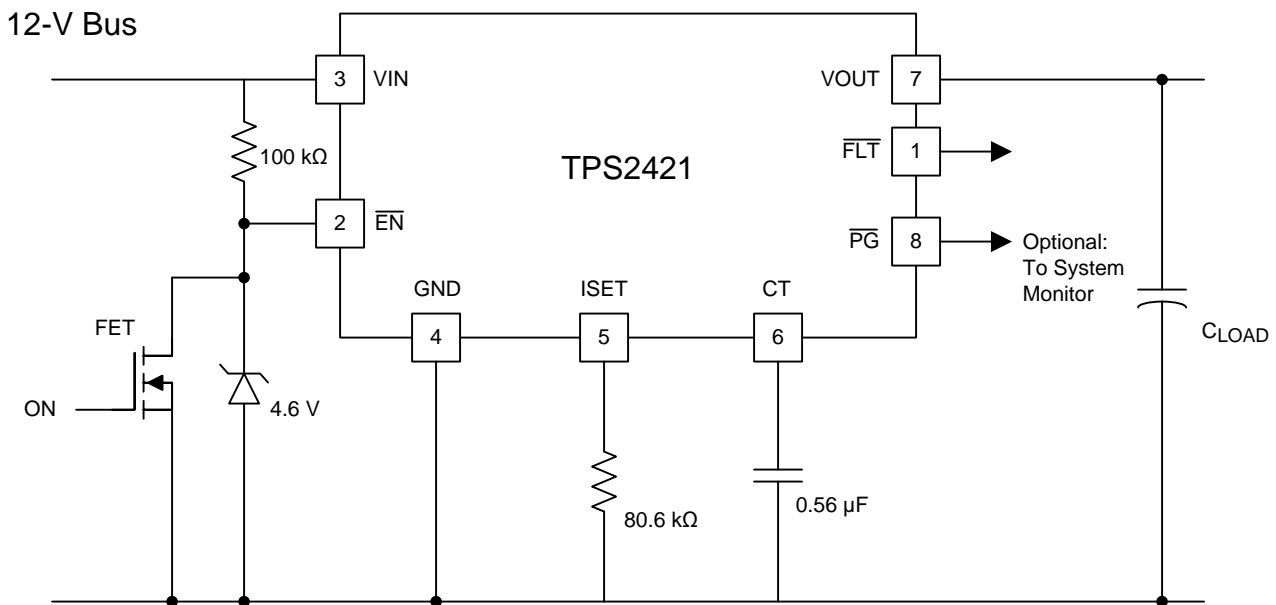 12-V Bus
3
VIN
VOUT
7
100 kΩ
TPS2421
FLT
1
2
EN
PG
8
Optional:
To System
Monitor
GND
ISET
CT
4
5
6
FET
CLOAD
ON
4.6 V
80.6 kΩ
0.56 µF